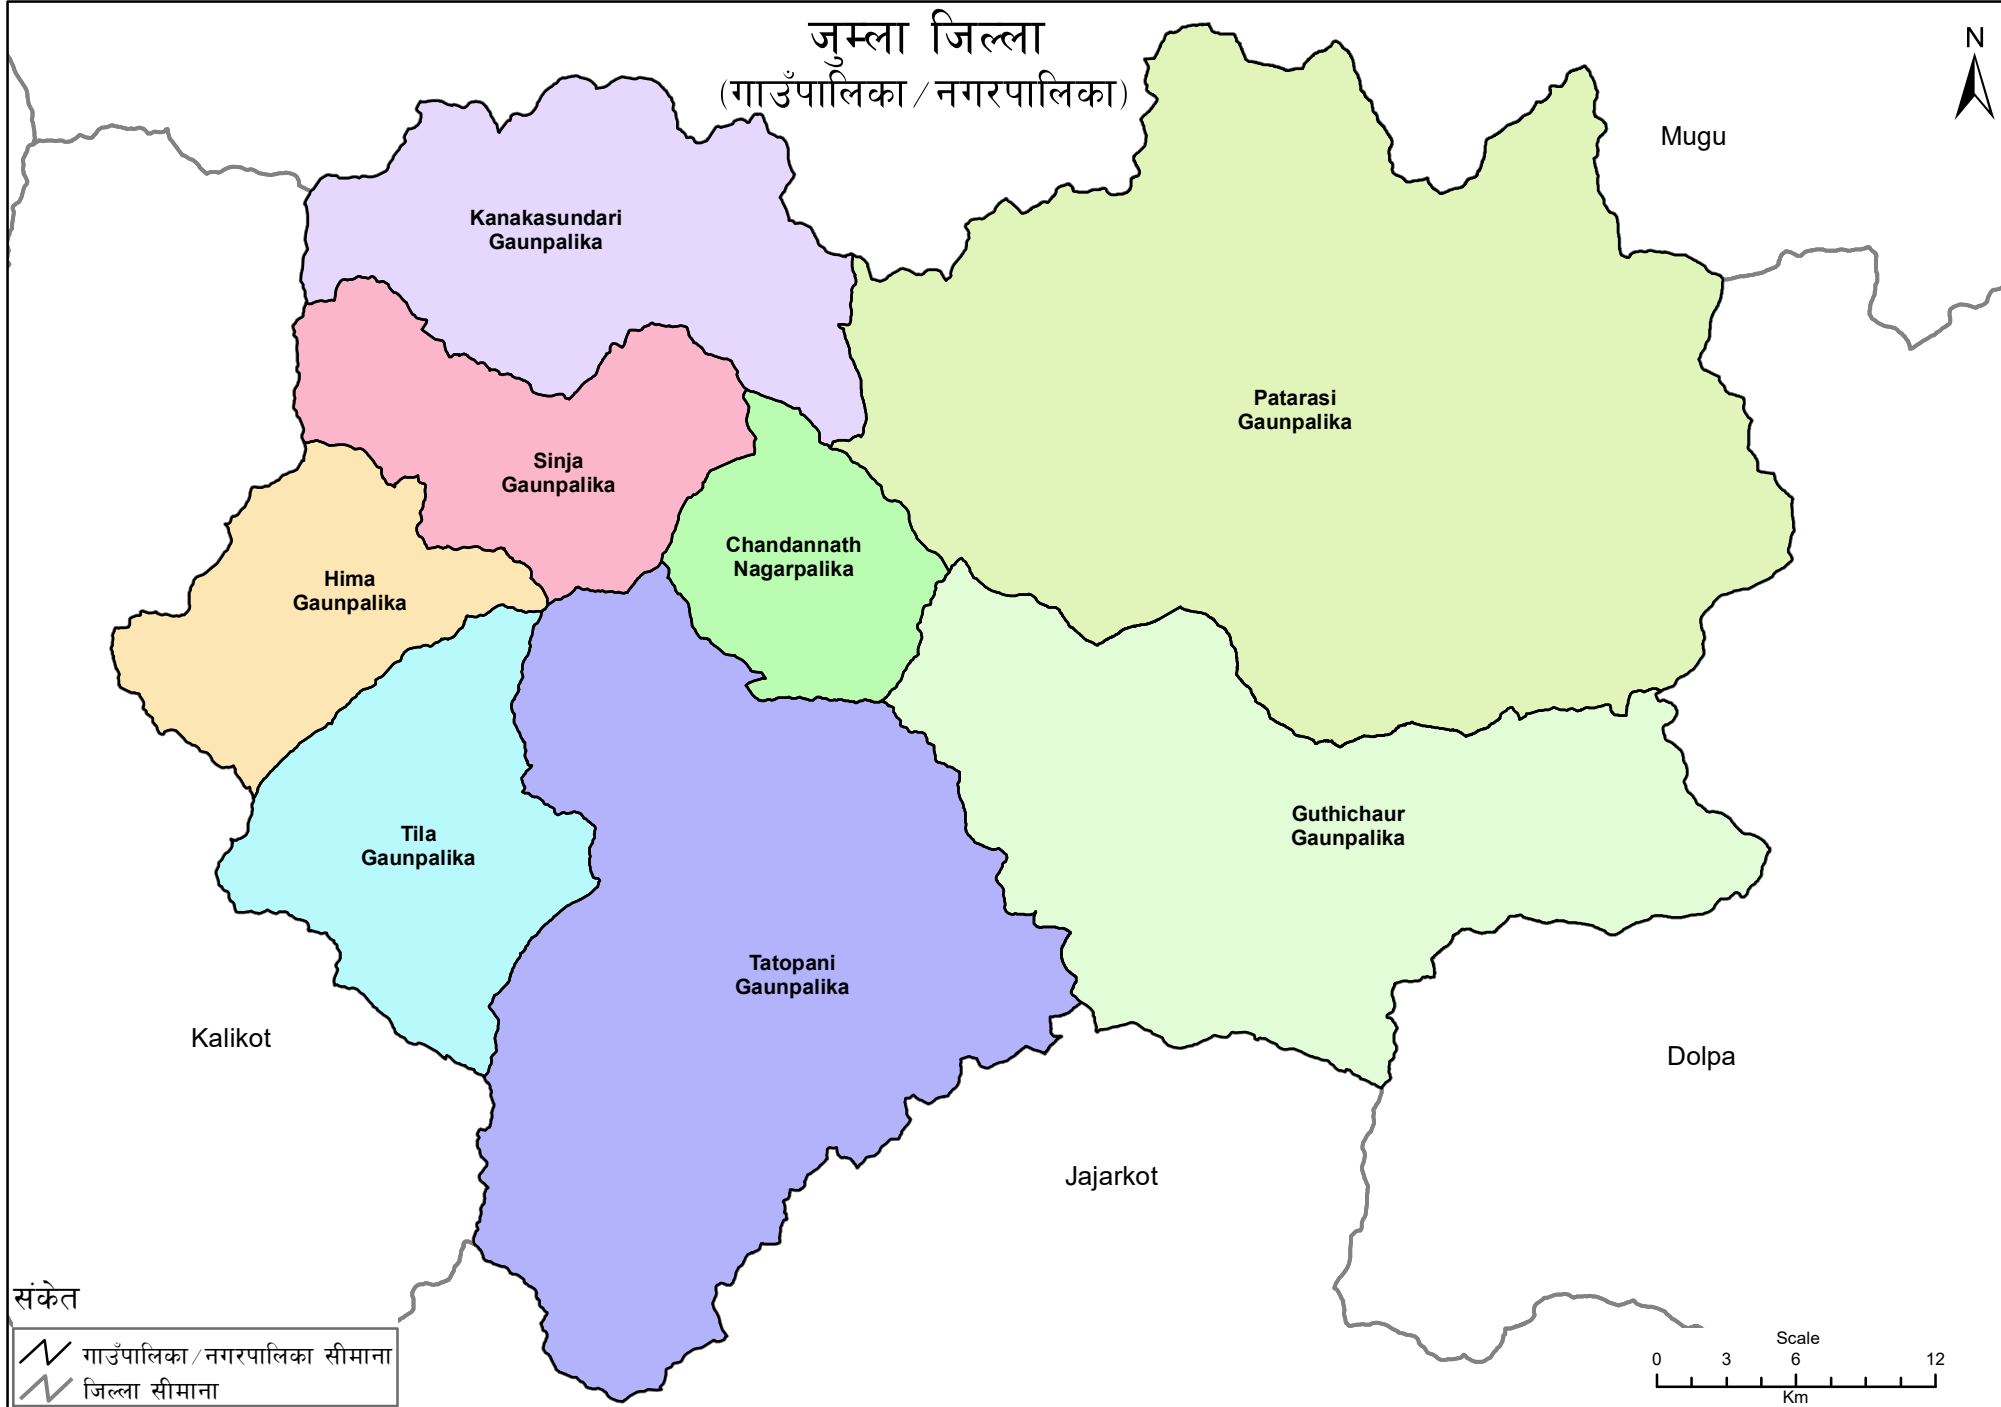 जुम्ला जिल्ला
(गाउँपालिका/नगरपालिका)
N
Mugu
Kanakasundari
Gaunpalika
Patarasi
Gaunpalika
Sinja
Gaunpalika
Chandannath
Nagarpalika
Hima
Gaunpalika
Guthichaur
Gaunpalika
Tila
Gaunpalika
Tatopani
Gaunpalika
Kalikot
Dolpa
Jajarkot
संकेत
गाउँपालिका/नगरपालिका सीमाना
जिल्ला सीमाना
Scale
0 3 6 12
Km